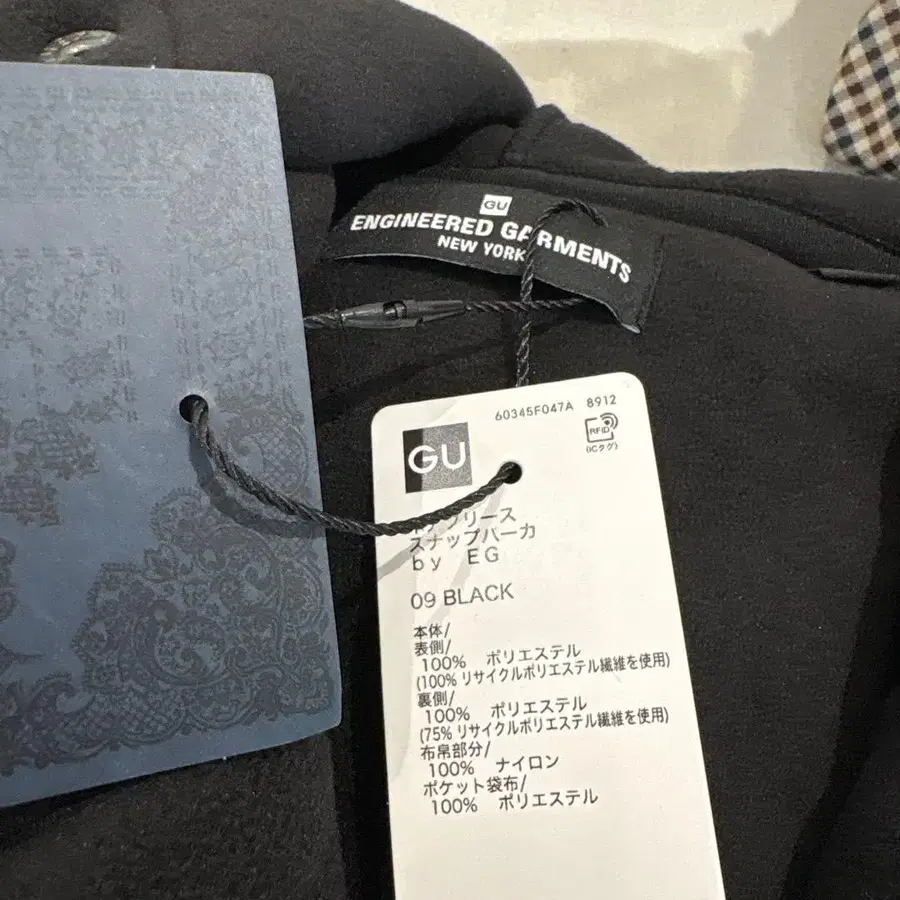 GU
ENGINEERED GARMENTS
NEW YORK
60345F047A 8912
RFID
(ICタグ)
GU
フリース
スナップパーカ
by EG
09 BLACK
本体/
表側/
100% ポリエステル
(100% リサイクルポリエステル繊維を使用)
裏側/
100% ポリエステル
(75% リサイクルポリエステル繊維を使用)
布帛部分/
100% ナイロン
ポケット袋布/
100% ポリエステル